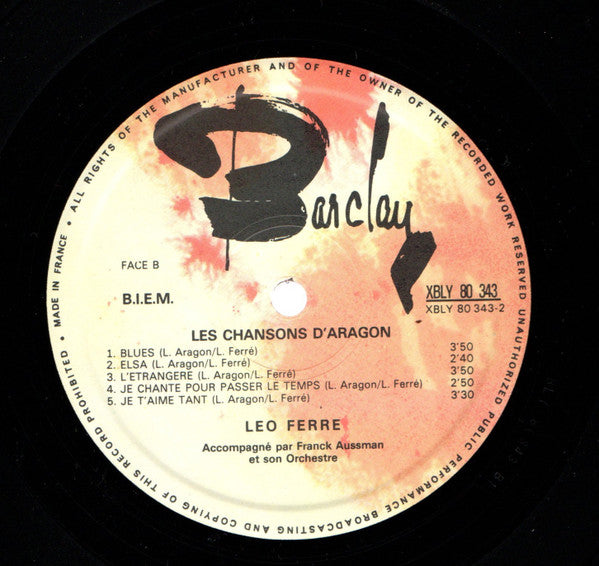 ALL RIGHTS OF THE MANUFACTURER AND OF THE OWNER OF THE RECORDED WORK RESERVED UNAUTHORIZED PUBLIC PERFORMANCE BROADCASTING AND COPYING OF THIS RECORD PROHIBITED • MADE IN FRANCE •
Barclay
FACE B
B.I.E.M.
XBLY 80 343
XBLY 80 343-2
LES CHANSONS D'ARAGON
1. BLUES (L. Aragon/L. Ferré) 3'50
2. ELSA (L. Aragon/L. Ferré) 2'40
3. L'ETRANGERE (L. Aragon/L. Ferré) 3'50
4. JE CHANTE POUR PASSER LE TEMPS (L. Aragon/L. Ferré) 2'50
5. JE T'AIME TANT (L. Aragon/L. Ferré) 3'30
LEO FERRE
Accompagné par Franck Aussman
et son Orchestre